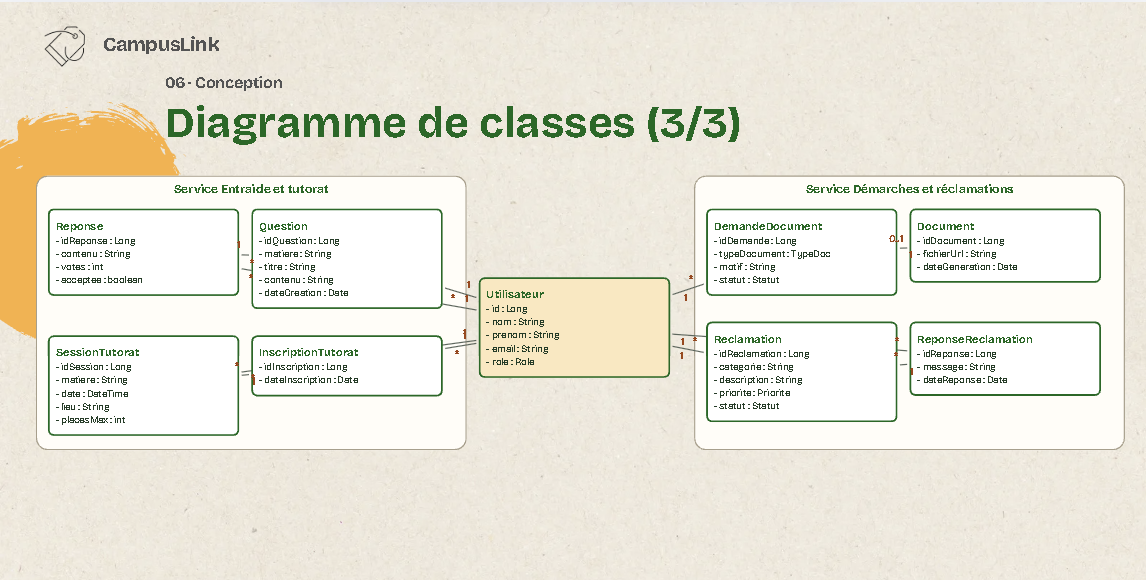 CampusLink
06 - Conception
Diagramme de classes (3/3)
Service Entraide et tutorat
Reponse
- idReponse : Long
- contenu : String
- votes : int
- acceptee : boolean
Question
- idQuestion : Long
- matiere : String
- titre : String
- contenu : String
- dateCreation : Date
SessionTutorat
- idSession : Long
- matiere : String
- date : DateTime
- lieu : String
- placesMax : int
InscriptionTutorat
- idInscription : Long
- dateInscription : Date
1
*
*
*
1
1
* 1
1
*
Utilisateur
- id : Long
- nom : String
- prenom : String
- email : String
- role : Role
*
1
1 *
1
Service Démarches et réclamations
DemandeDocument
- idDemande : Long
- typeDocument : TypeDoc
- motif : String
- statut : Statut
0..1
1
Document
- idDocument : Long
- fichierUrl : String
- dateGeneration : Date
Reclamation
- idReclamation : Long
- categorie : String
- description : String
- priorite : Priorite
- statut : Statut
*
*
1
ReponseReclamation
- idReponse : Long
- message : String
- dateReponse : Date